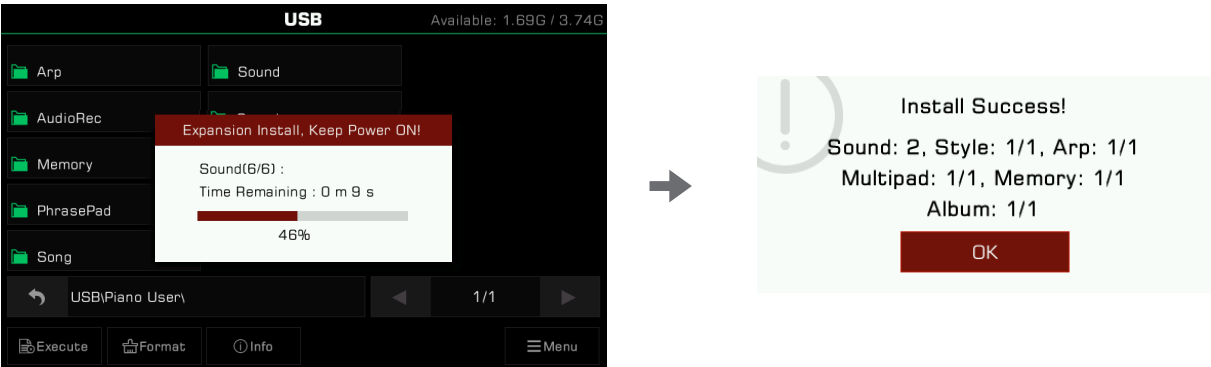 USB
Available: 1.69G / 3.74G
Arp
Sound
AudioRec
Memory
PhrasePad
Song
Expansion Install, Keep Power ON!
Sound(6/6) :
Time Remaining : 0 m 9 s
46%
USB\Piano User\
1/1
Execute
Format
Info
Menu
Install Success!
Sound: 2, Style: 1/1, Arp: 1/1
Multipad: 1/1, Memory: 1/1
Album: 1/1
OK